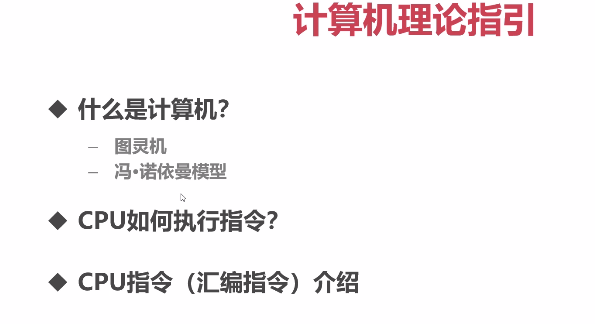 计算机理论指引
◆ 什么是计算机？
– 图灵机
– 冯·诺依曼模型
◆ CPU如何执行指令？
◆ CPU指令（汇编指令）介绍